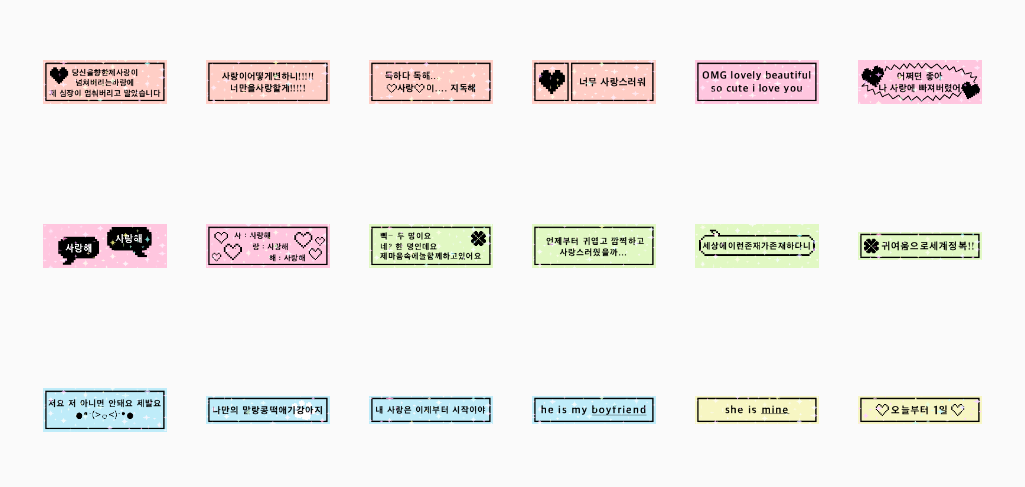 당신을향한제사랑이
넘쳐버리는바람에
제 심장이 멈춰버리고 말았습니다
사랑이어떻게변하니!!!!!
너만을사랑할게!!!!!
독하다 독해...
♡사랑♡이.... 지독해
너무 사랑스러워
OMG lovely beautiful
so cute i love you
어쩌면 좋아
나 사랑에 빠져버렸어
사랑해
사랑해
사 : 사랑해
랑 : 사랑해
해 : 사랑해
삑- 두 명이요
네? 한 명인데요
제마음속에늘함께하고있어요
언제부터 귀엽고 깜찍하고
사랑스러웠을까...
세상에이런존재가존재하다니
귀여움으로세계정복!!
저요 저 아니면 안돼요 제발요
나만의 말랑콩떡애기강아지
내 사랑은 이제부터 시작이야
he is my boyfriend
she is mine
♡오늘부터 1일♡